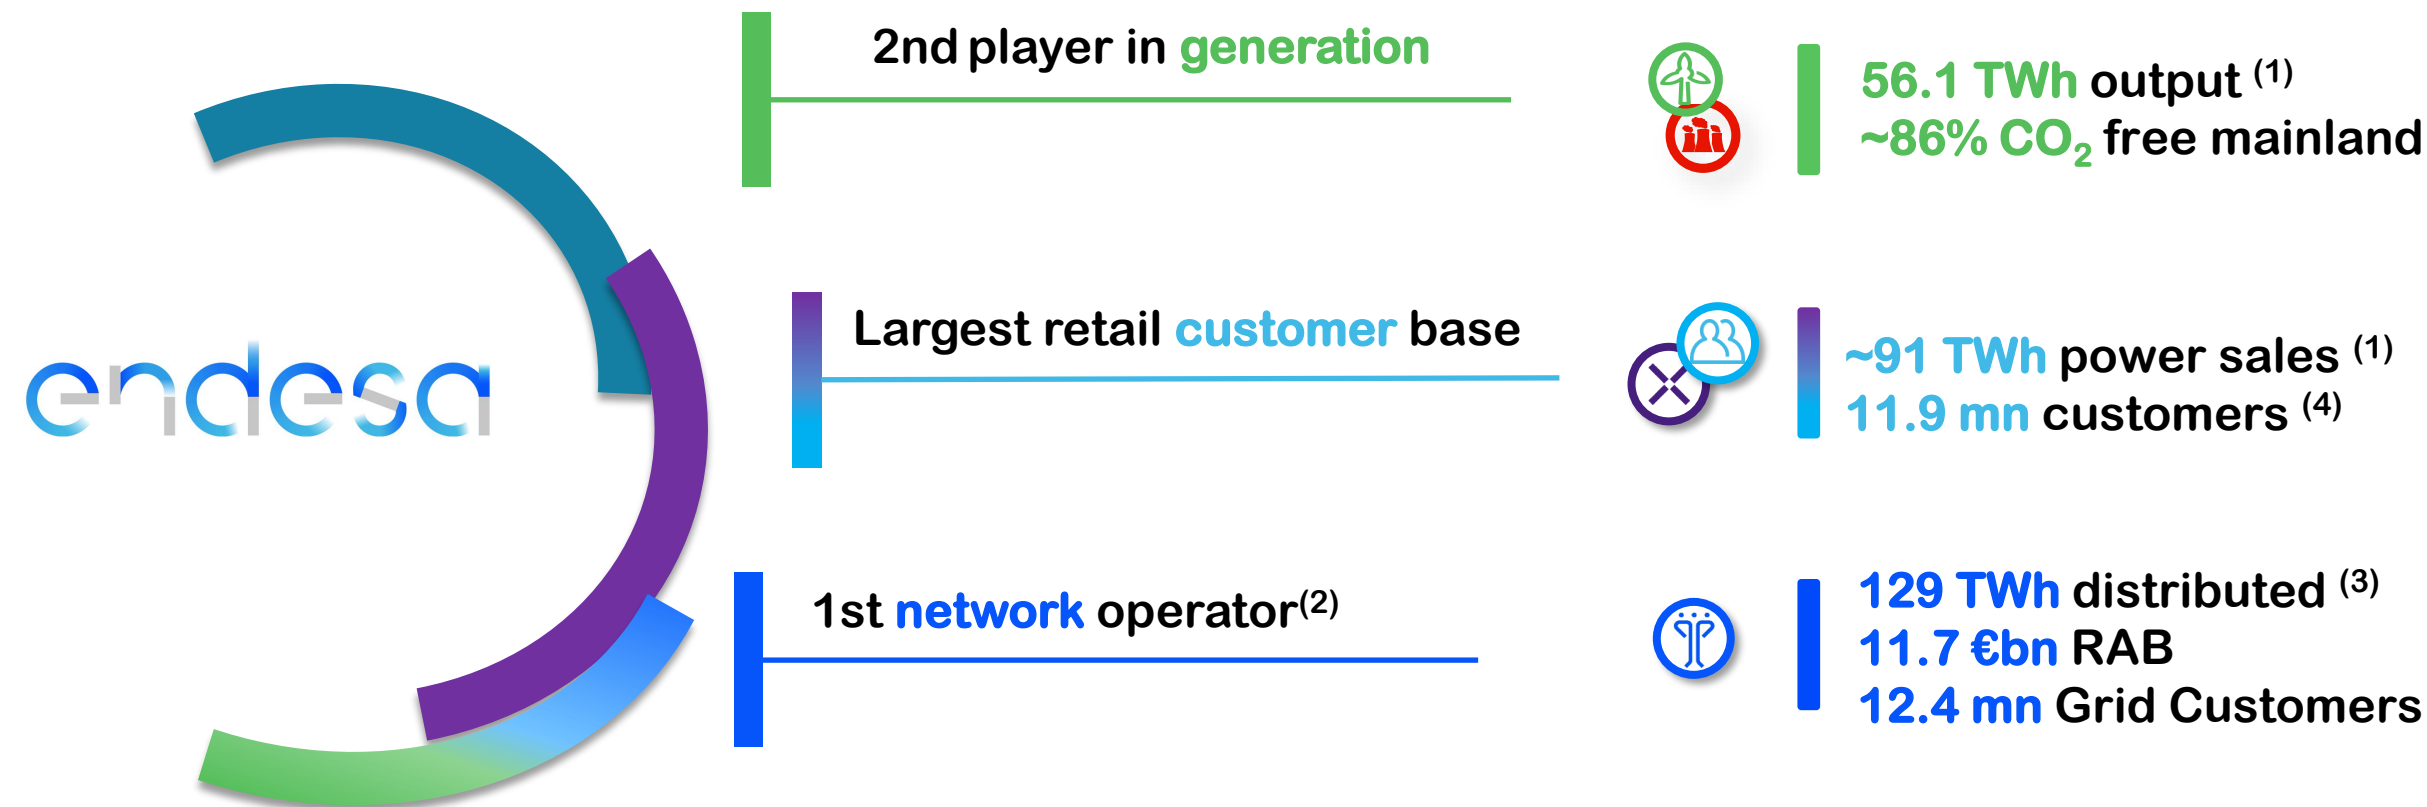 endesa
2nd player in generation
56.1 TWh output (1)
~86% CO₂ free mainland
Largest retail customer base
~91 TWh power sales (1)
11.9 mn customers (4)
1st network operator(2)
129 TWh distributed (3)
11.7 €bn RAB
12.4 mn Grid Customers